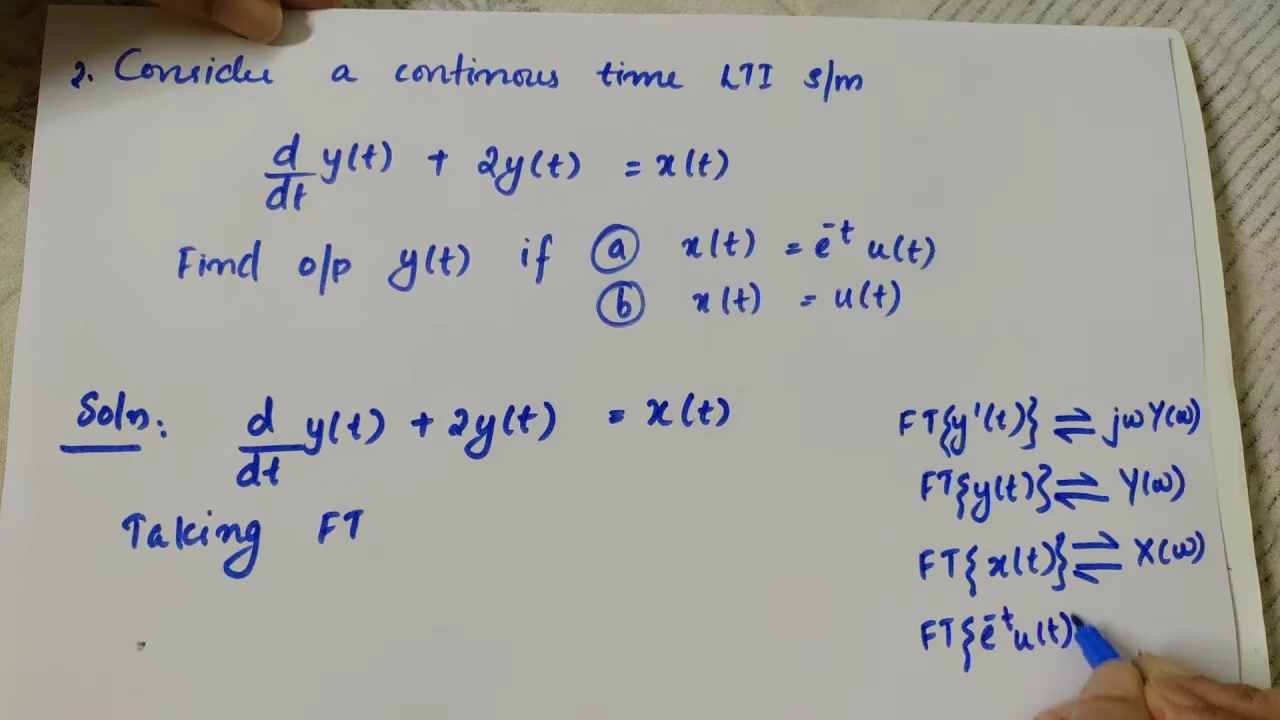 2. Consider a continous time LTI s/m
d/dt y(t) + 2y(t) = x(t)
Find o/p y(t) if ⓐ x(t) = e^-t u(t)
ⓑ x(t) = u(t)
Soln: d/dt y(t) + 2y(t) = x(t)
Taking FT
FT{y'(t)} ⇌ jωY(ω)
FT{y(t)} ⇌ Y(ω)
FT{x(t)} ⇌ X(ω)
FT{e^-t u(t)